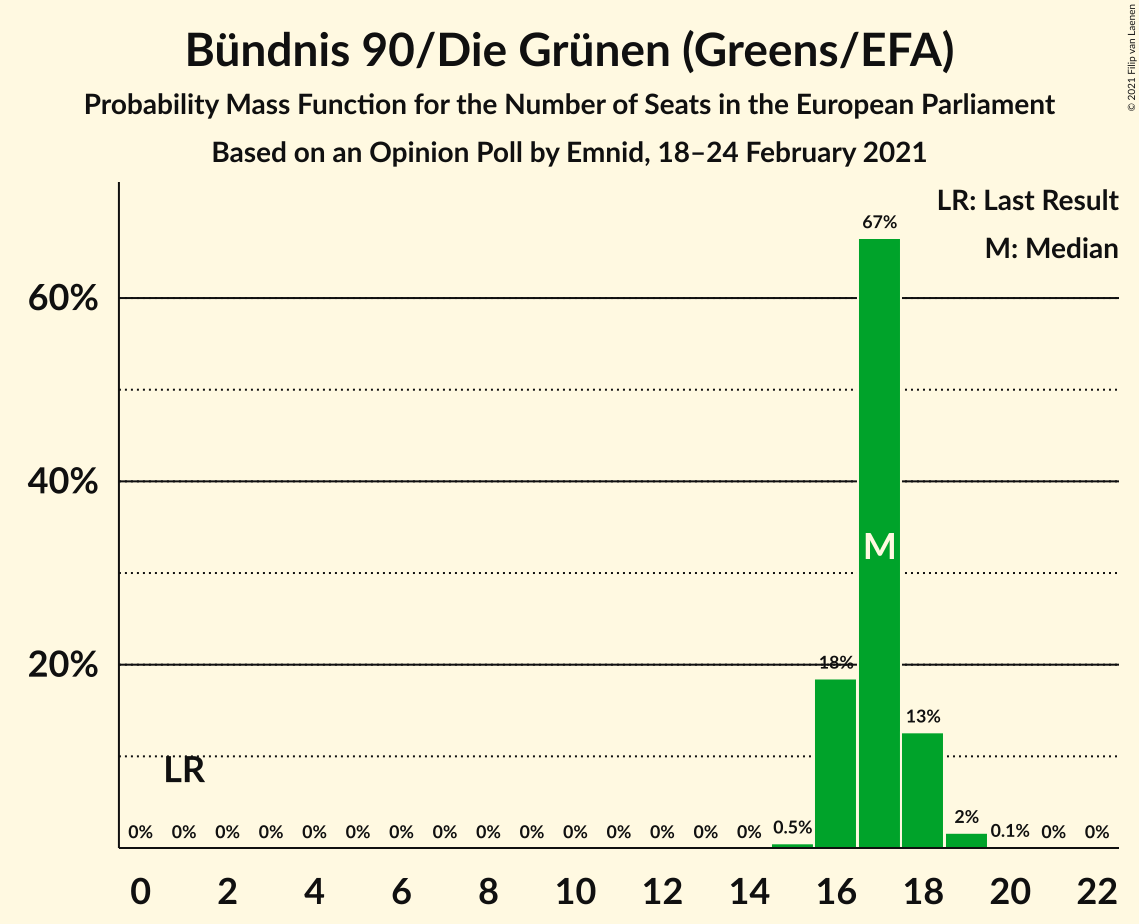 Bündnis 90/Die Grünen (Greens/EFA)
Probability Mass Function for the Number of Seats in the European Parliament
Based on an Opinion Poll by Emnid, 18–24 February 2021
© 2021 Filip van Laenen
LR: Last Result
M: Median
67%
60%
40%
M
20%
18%
13%
LR
0% 0% 0% 0% 0% 0% 0% 0% 0% 0% 0% 0% 0% 0% 0% 0.5% 2% 0.1% 0% 0%
0 2 4 6 8 10 12 14 16 18 20 22